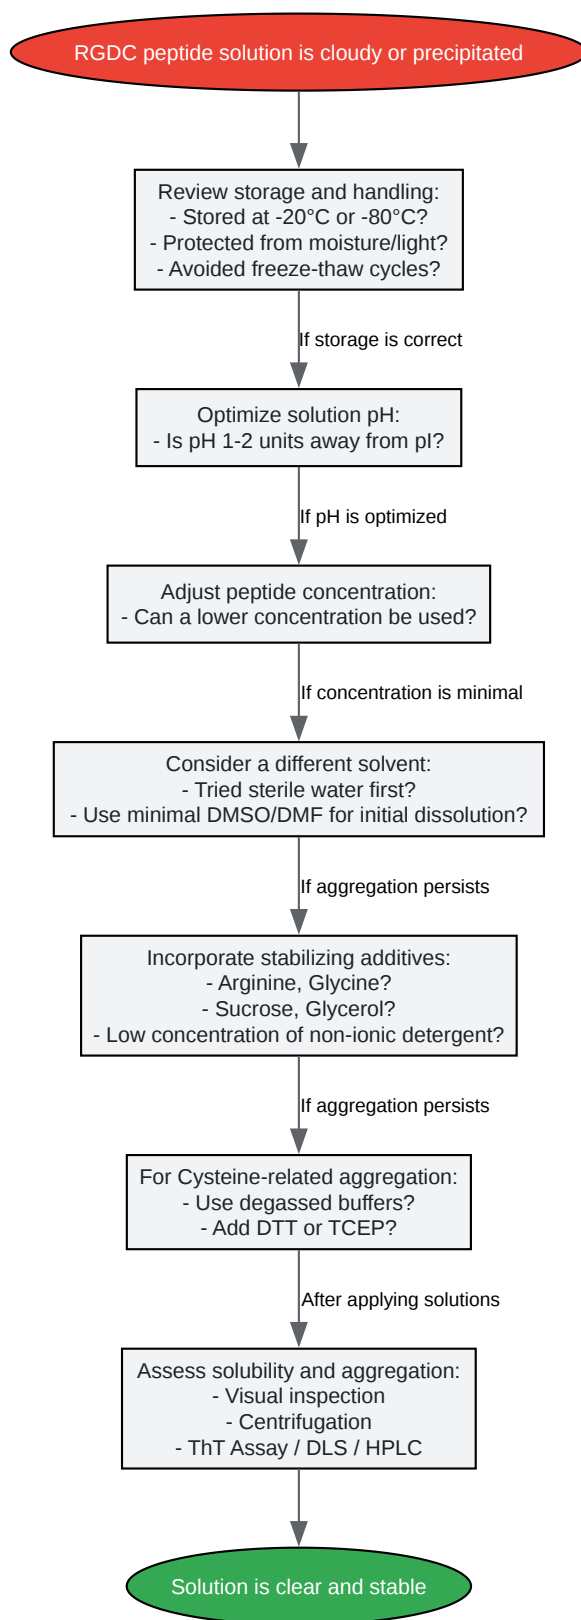 RGDC peptide solution is cloudy or precipitated
Review storage and handling:
- Stored at -20°C or -80°C?
- Protected from moisture/light?
- Avoided freeze-thaw cycles?
If storage is correct
Optimize solution pH:
- Is pH 1-2 units away from pI?
If pH is optimized
Adjust peptide concentration:
- Can a lower concentration be used?
If concentration is minimal
Consider a different solvent:
- Tried sterile water first?
- Use minimal DMSO/DMF for initial dissolution?
If aggregation persists
Incorporate stabilizing additives:
- Arginine, Glycine?
- Sucrose, Glycerol?
- Low concentration of non-ionic detergent?
If aggregation persists
For Cysteine-related aggregation:
- Use degassed buffers?
- Add DTT or TCEP?
After applying solutions
Assess solubility and aggregation:
- Visual inspection
- Centrifugation
- ThT Assay / DLS / HPLC
Solution is clear and stable